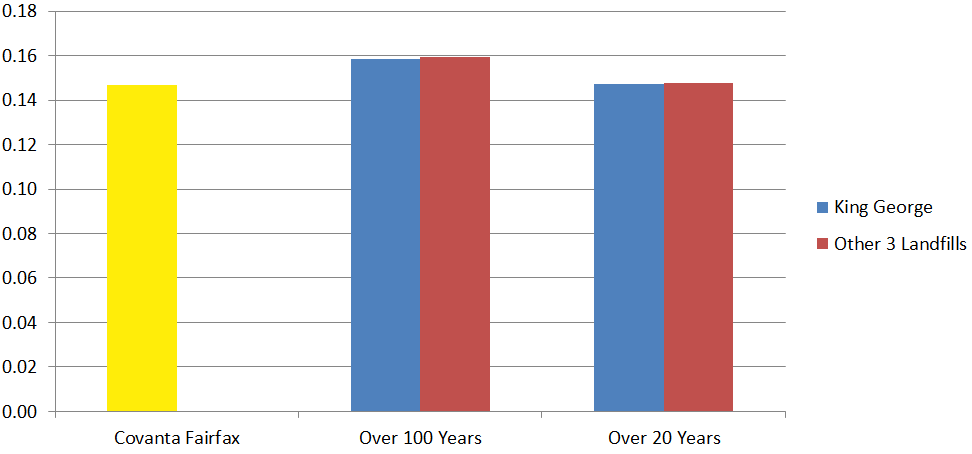 0.18
0.16
0.14
0.12
0.10
0.08
0.06
0.04
0.02
0.00
Covanta Fairfax
Over 100 Years
Over 20 Years
King George
Other 3 Landfills